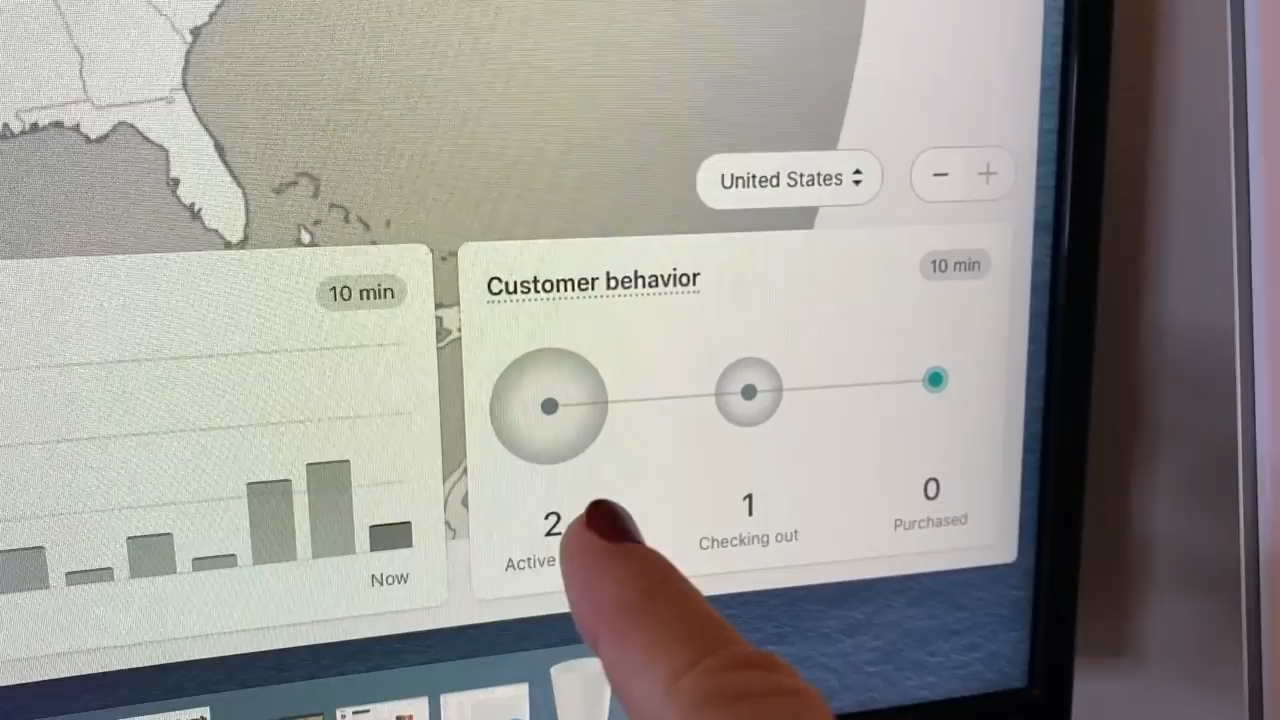 United States
− +
10 min
Customer behavior
10 min
2
1
0
Active
Checking out
Purchased
Now